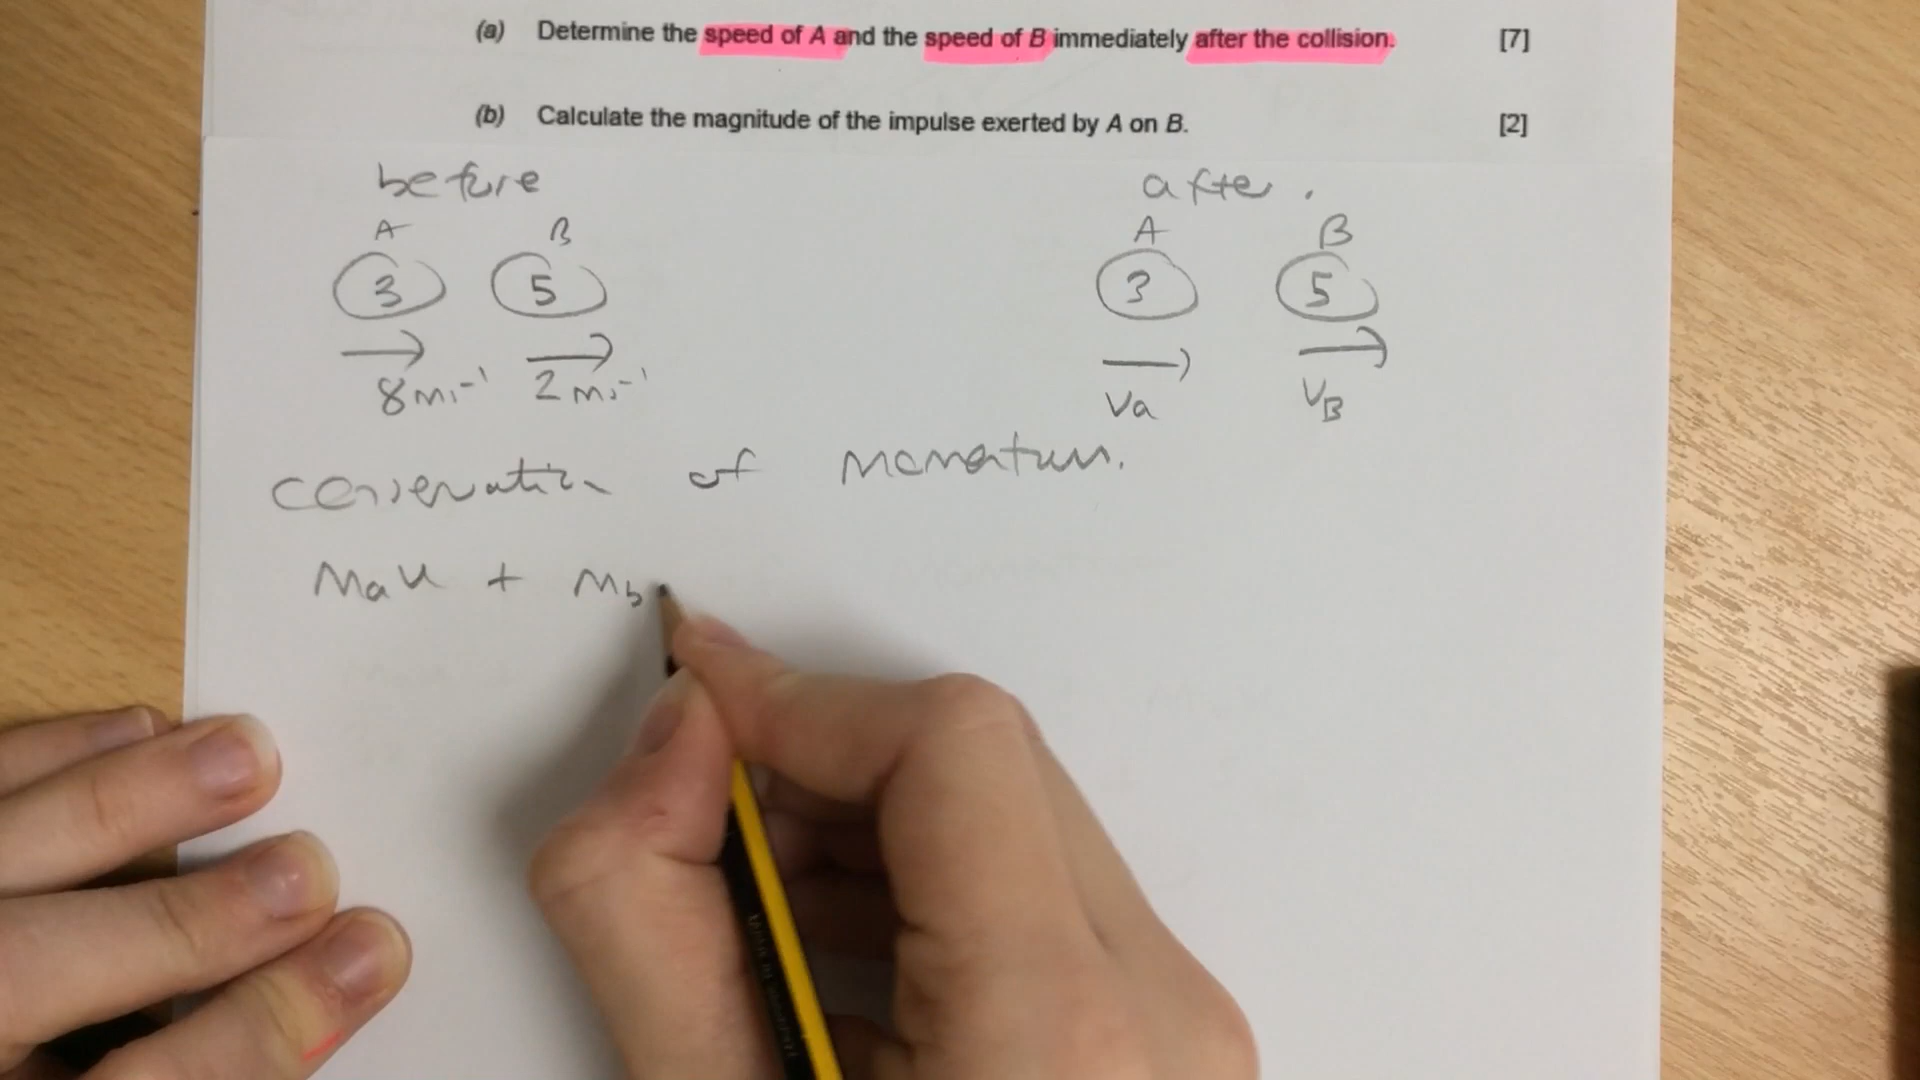 (a) Determine the speed of A and the speed of B immediately after the collision. [7]
(b) Calculate the magnitude of the impulse exerted by A on B. [2]
before after.
A B A B
3 5 3 5
8ms⁻¹ 2ms⁻¹ Va VB
conservation of momentum.
Mau + Mb